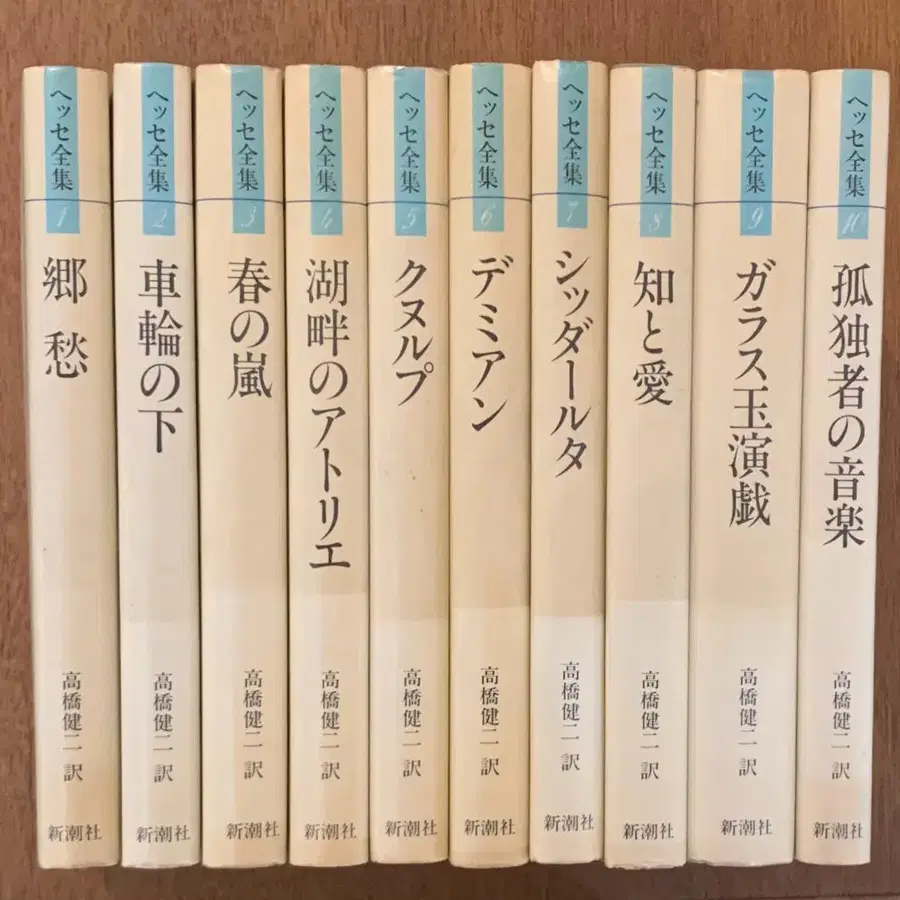 ヘッセ全集
1
郷愁
高橋健二 訳
新潮社
ヘッセ全集
2
車輪の下
高橋健二 訳
新潮社
ヘッセ全集
3
春の嵐
高橋健二 訳
新潮社
ヘッセ全集
4
湖畔のアトリエ
高橋健二 訳
新潮社
ヘッセ全集
5
クヌルプ
高橋健二 訳
新潮社
ヘッセ全集
6
デミアン
高橋健二 訳
新潮社
ヘッセ全集
7
シッダールタ
高橋健二 訳
新潮社
ヘッセ全集
8
知と愛
高橋健二 訳
新潮社
ヘッセ全集
9
ガラス玉演戯
高橋健二 訳
新潮社
ヘッセ全集
10
孤独者の音楽
高橋健二 訳
新潮社